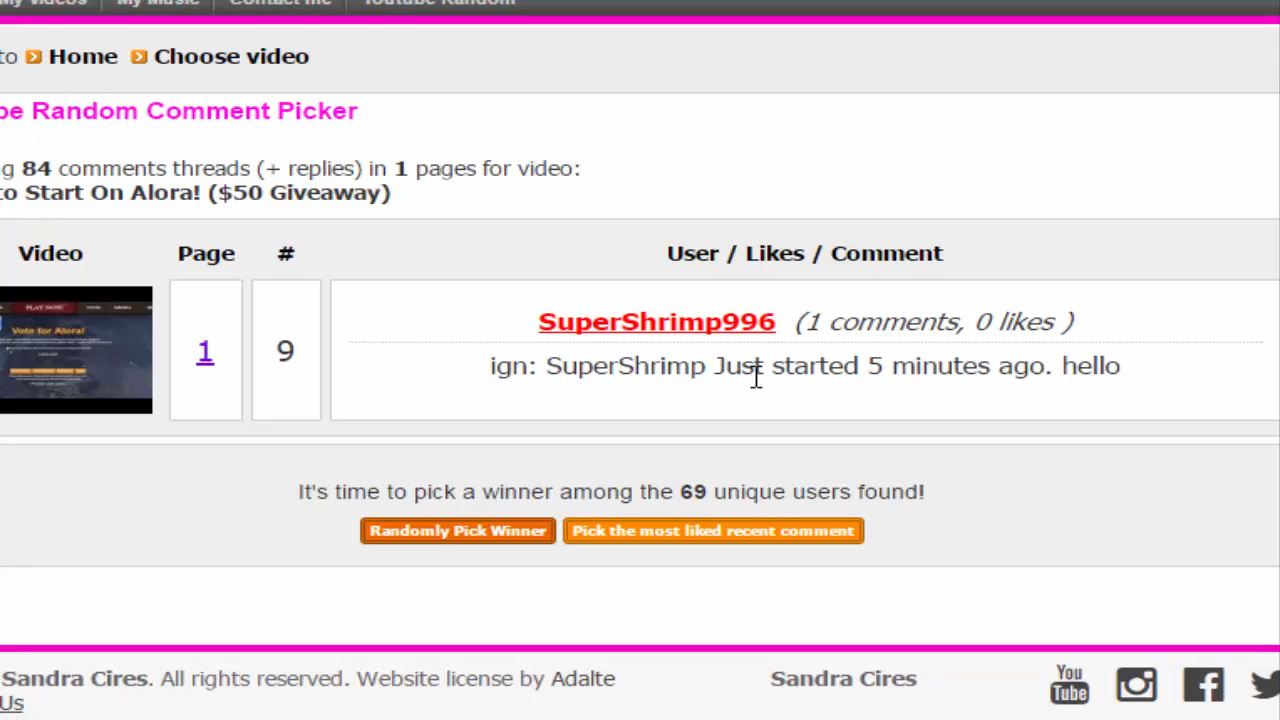 My Videos My Music Contact me Youtube Random
to Home Choose video
be Random Comment Picker
g 84 comments threads (+ replies) in 1 pages for video:
to Start On Alora! ($50 Giveaway)
Video Page # User / Likes / Comment
PLAY NOW!
Vote for Alora!
1 9 SuperShrimp996 (1 comments, 0 likes )
ign: SuperShrimp Just started 5 minutes ago. hello
It's time to pick a winner among the 69 unique users found!
Randomly Pick Winner Pick the most liked recent comment
Sandra Cires. All rights reserved. Website license by Adalte
Us
Sandra Cires
You Tube